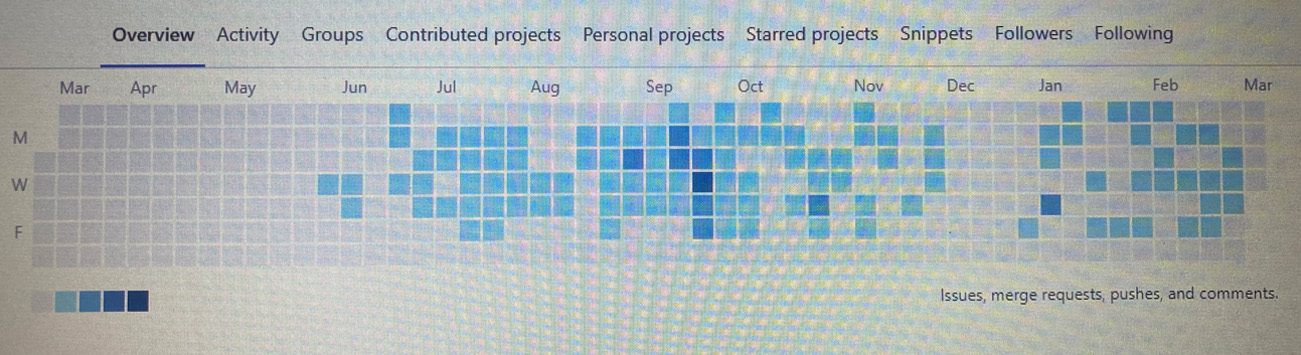 Overview Activity Groups Contributed projects Personal projects Starred projects Snippets Followers Following
Mar Apr May Jun Jul Aug Sep Oct Nov Dec Jan Feb Mar
M
W
F
Issues, merge requests, pushes, and comments.